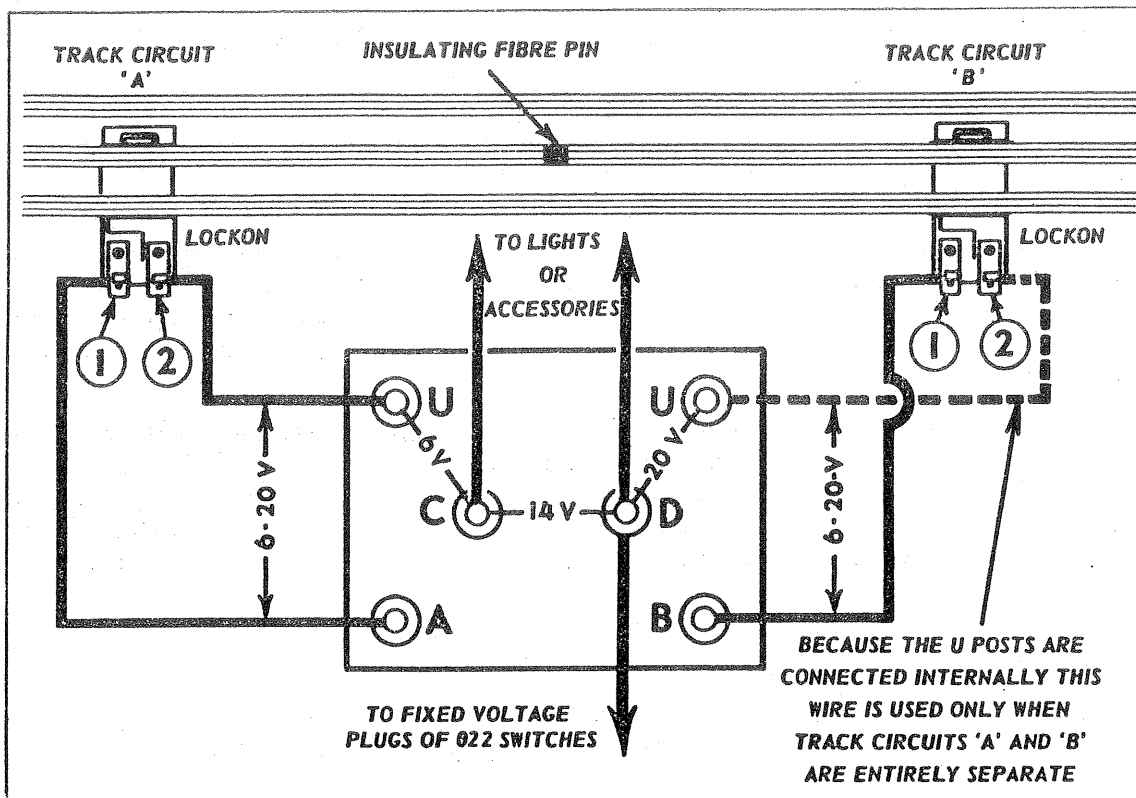 TRACK CIRCUIT
'A'
INSULATING FIBRE PIN
TRACK CIRCUIT
'B'
LOCKON
LOCKON
TO LIGHTS
OR
ACCESSORIES
1
2
1
2
U
U
6V
20 V
C
14 V
D
6-20 V
6-20-V
A
B
TO FIXED VOLTAGE
PLUGS OF 022 SWITCHES
BECAUSE THE U POSTS ARE
CONNECTED INTERNALLY THIS
WIRE IS USED ONLY WHEN
TRACK CIRCUITS 'A' AND 'B'
ARE ENTIRELY SEPARATE